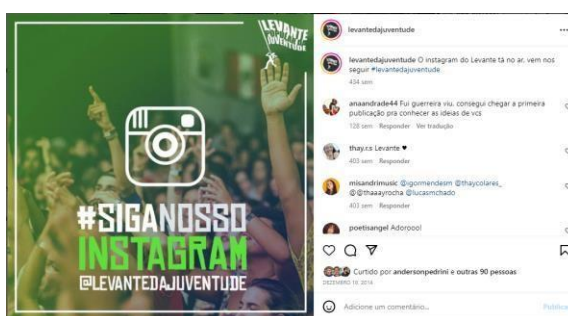 LEVANTE
DA
JUVENTUDE
#SIGANOSSO
INSTAGRAM
@LEVANTEDAJUVENTUDE
levantedajuventude
levantedajuventude O instagram do Levante tá no ar, vem nos
seguir #levantedajuventude
434 sem
anaandrade44 Fui guerreira viu, consegui chegar a primeira
publicação pra conhecer as ideias de vcs
128 sem Responder Ver tradução
thay.r.s Levante ♥
403 sem Responder
misandrimusic @igormendesm @thaycolares_
@@thaaayrocha @lucasmchado
401 sem Responder
poetisangel Adorooo!
Curtido por andersonpedrini e outras 90 pessoas
DEZEMBRO 16, 2014
Adicione um comentário...
Publicar